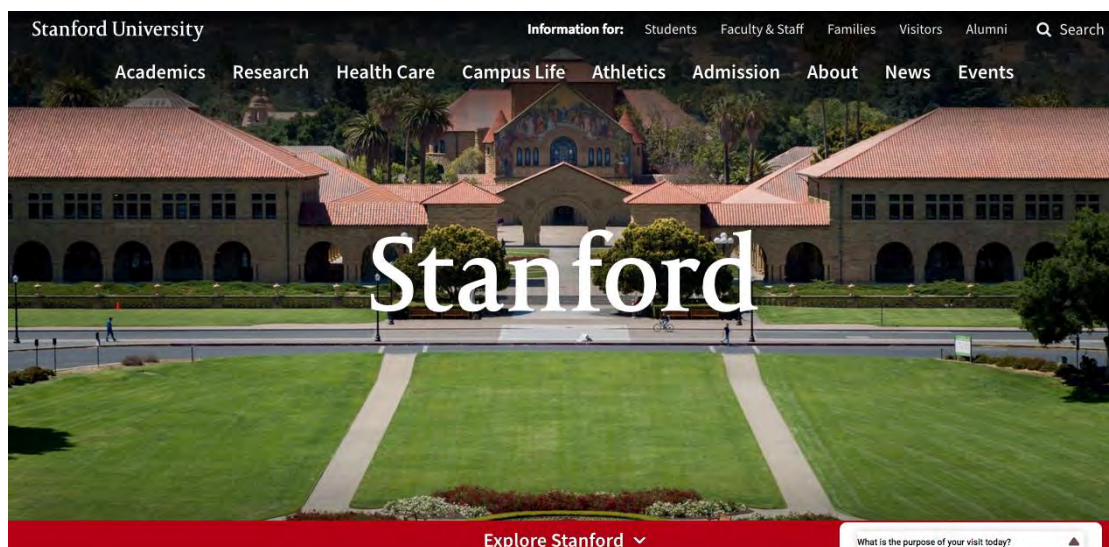 Stanford University
Information for: Students Faculty & Staff Families Visitors Alumni Search
Academics Research Health Care Campus Life Athletics Admission About News Events
Stanford
Explore Stanford
What is the purpose of your visit today?